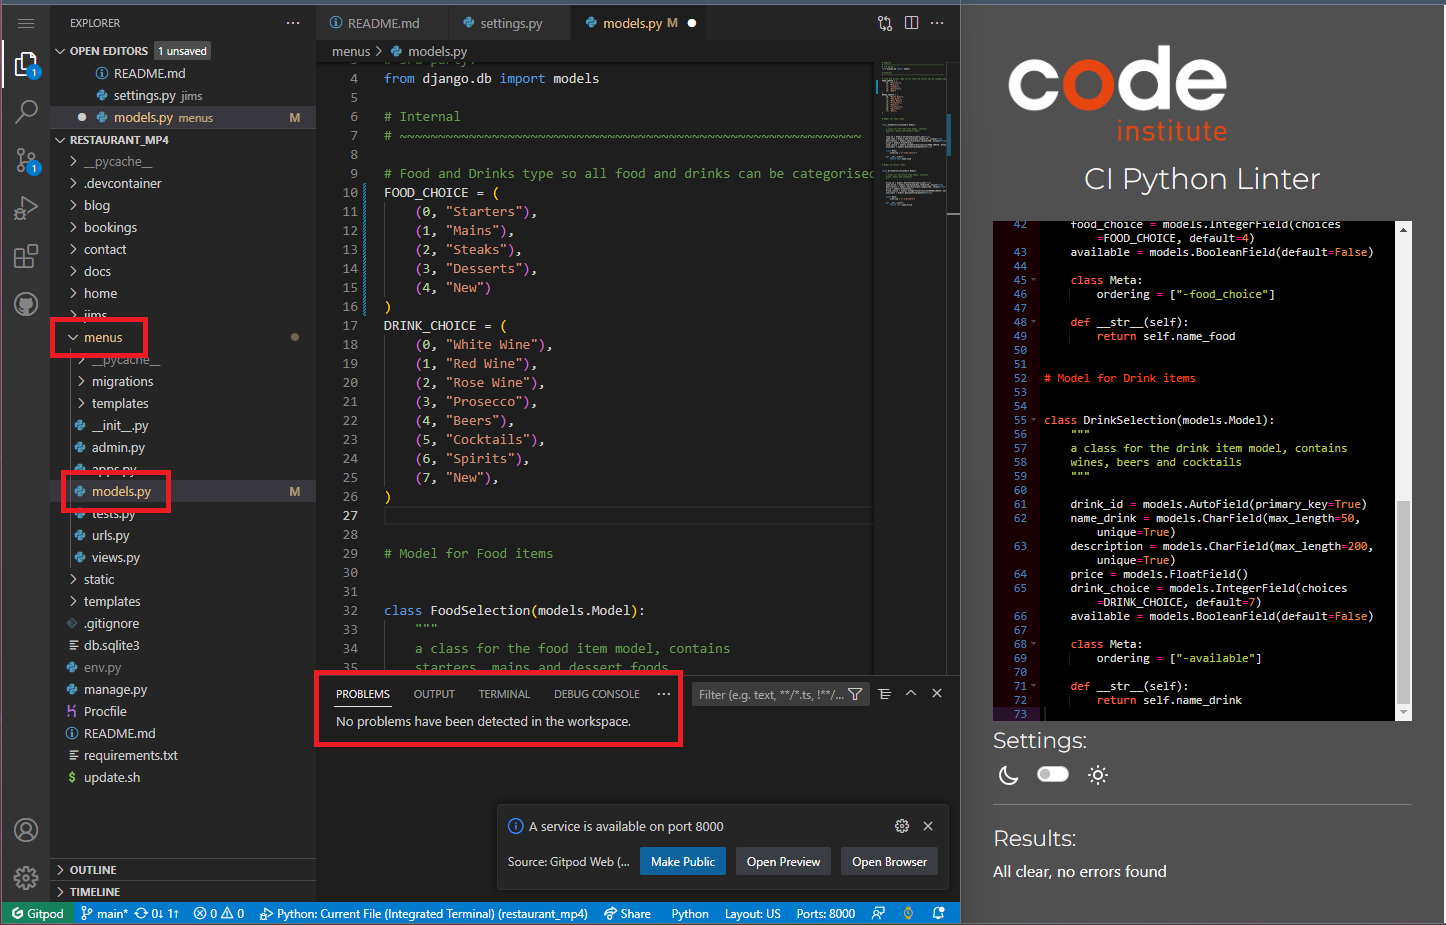 EXPLORER
OPEN EDITORS 1 unsaved
README.md
settings.py jims
models.py menus M
RESTAURANT_MP4
__pycache__
.devcontainer
blog
bookings
contact
docs
home
jims
menus
__pycache__
migrations
templates
__init__.py
admin.py
apps.py
models.py M
tests.py
urls.py
views.py
static
templates
.gitignore
db.sqlite3
env.py
manage.py
Procfile
README.md
requirements.txt
update.sh
OUTLINE
TIMELINE
1
1
README.md settings.py models.py M
menus > models.py
4 from django.db import models
5
6 # Internal
7 # ~~~~~~~~~~~~~~~~~~~~~~~~~~~~~~~~~~~~~~~~~~~~~~~~~~~~~~~~~~~~
8
9 # Food and Drinks type so all food and drinks can be categorised
10 FOOD_CHOICE = (
11 (0, "Starters"),
12 (1, "Mains"),
13 (2, "Steaks"),
14 (3, "Desserts"),
15 (4, "New")
16 )
17 DRINK_CHOICE = (
18 (0, "White Wine"),
19 (1, "Red Wine"),
20 (2, "Rose Wine"),
21 (3, "Prosecco"),
22 (4, "Beers"),
23 (5, "Cocktails"),
24 (6, "Spirits"),
25 (7, "New"),
26 )
27
28
29 # Model for Food items
30
31
32 class FoodSelection(models.Model):
33 """
34 a class for the food item model, contains
35 starters, mains and dessert foods
PROBLEMS OUTPUT TERMINAL DEBUG CONSOLE ··· Filter (e.g. text, **/*.ts, !**/...
No problems have been detected in the workspace.
A service is available on port 8000
Source: Gitpod Web (... Make Public Open Preview Open Browser
Gitpod main* 0↓ 1↑ 0 0 Python: Current File (Integrated Terminal) (restaurant_mp4) Share Python Layout: US Ports: 8000
code
institute
CI Python Linter
42 food_choice = models.IntegerField(choices
=FOOD_CHOICE, default=4)
43 available = models.BooleanField(default=False)
44
45 class Meta:
46 ordering = ["-food_choice"]
47
48 def __str__(self):
49 return self.name_food
50
51
52 # Model for Drink items
53
54
55 class DrinkSelection(models.Model):
56 """
57 a class for the drink item model, contains
58 wines, beers and cocktails
59 """
60
61 drink_id = models.AutoField(primary_key=True)
62 name_drink = models.CharField(max_length=50,
unique=True)
63 description = models.CharField(max_length=200,
unique=True)
64 price = models.FloatField()
65 drink_choice = models.IntegerField(choices
=DRINK_CHOICE, default=7)
66 available = models.BooleanField(default=False)
67
68 class Meta:
69 ordering = ["-available"]
70
71 def __str__(self):
72 return self.name_drink
73
Settings:
Results:
All clear, no errors found